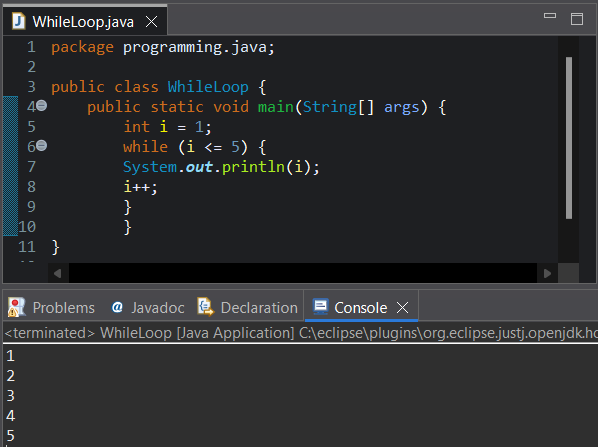 WhileLoop.java
1 package programming.java;
2
3 public class WhileLoop {
4 public static void main(String[] args) {
5 int i = 1;
6 while (i <= 5) {
7 System.out.println(i);
8 i++;
9 }
10 }
11 }
Problems @ Javadoc Declaration Console
<terminated> WhileLoop [Java Application] C:\eclipse\plugins\org.eclipse.justj.openjdk.ho
1
2
3
4
5